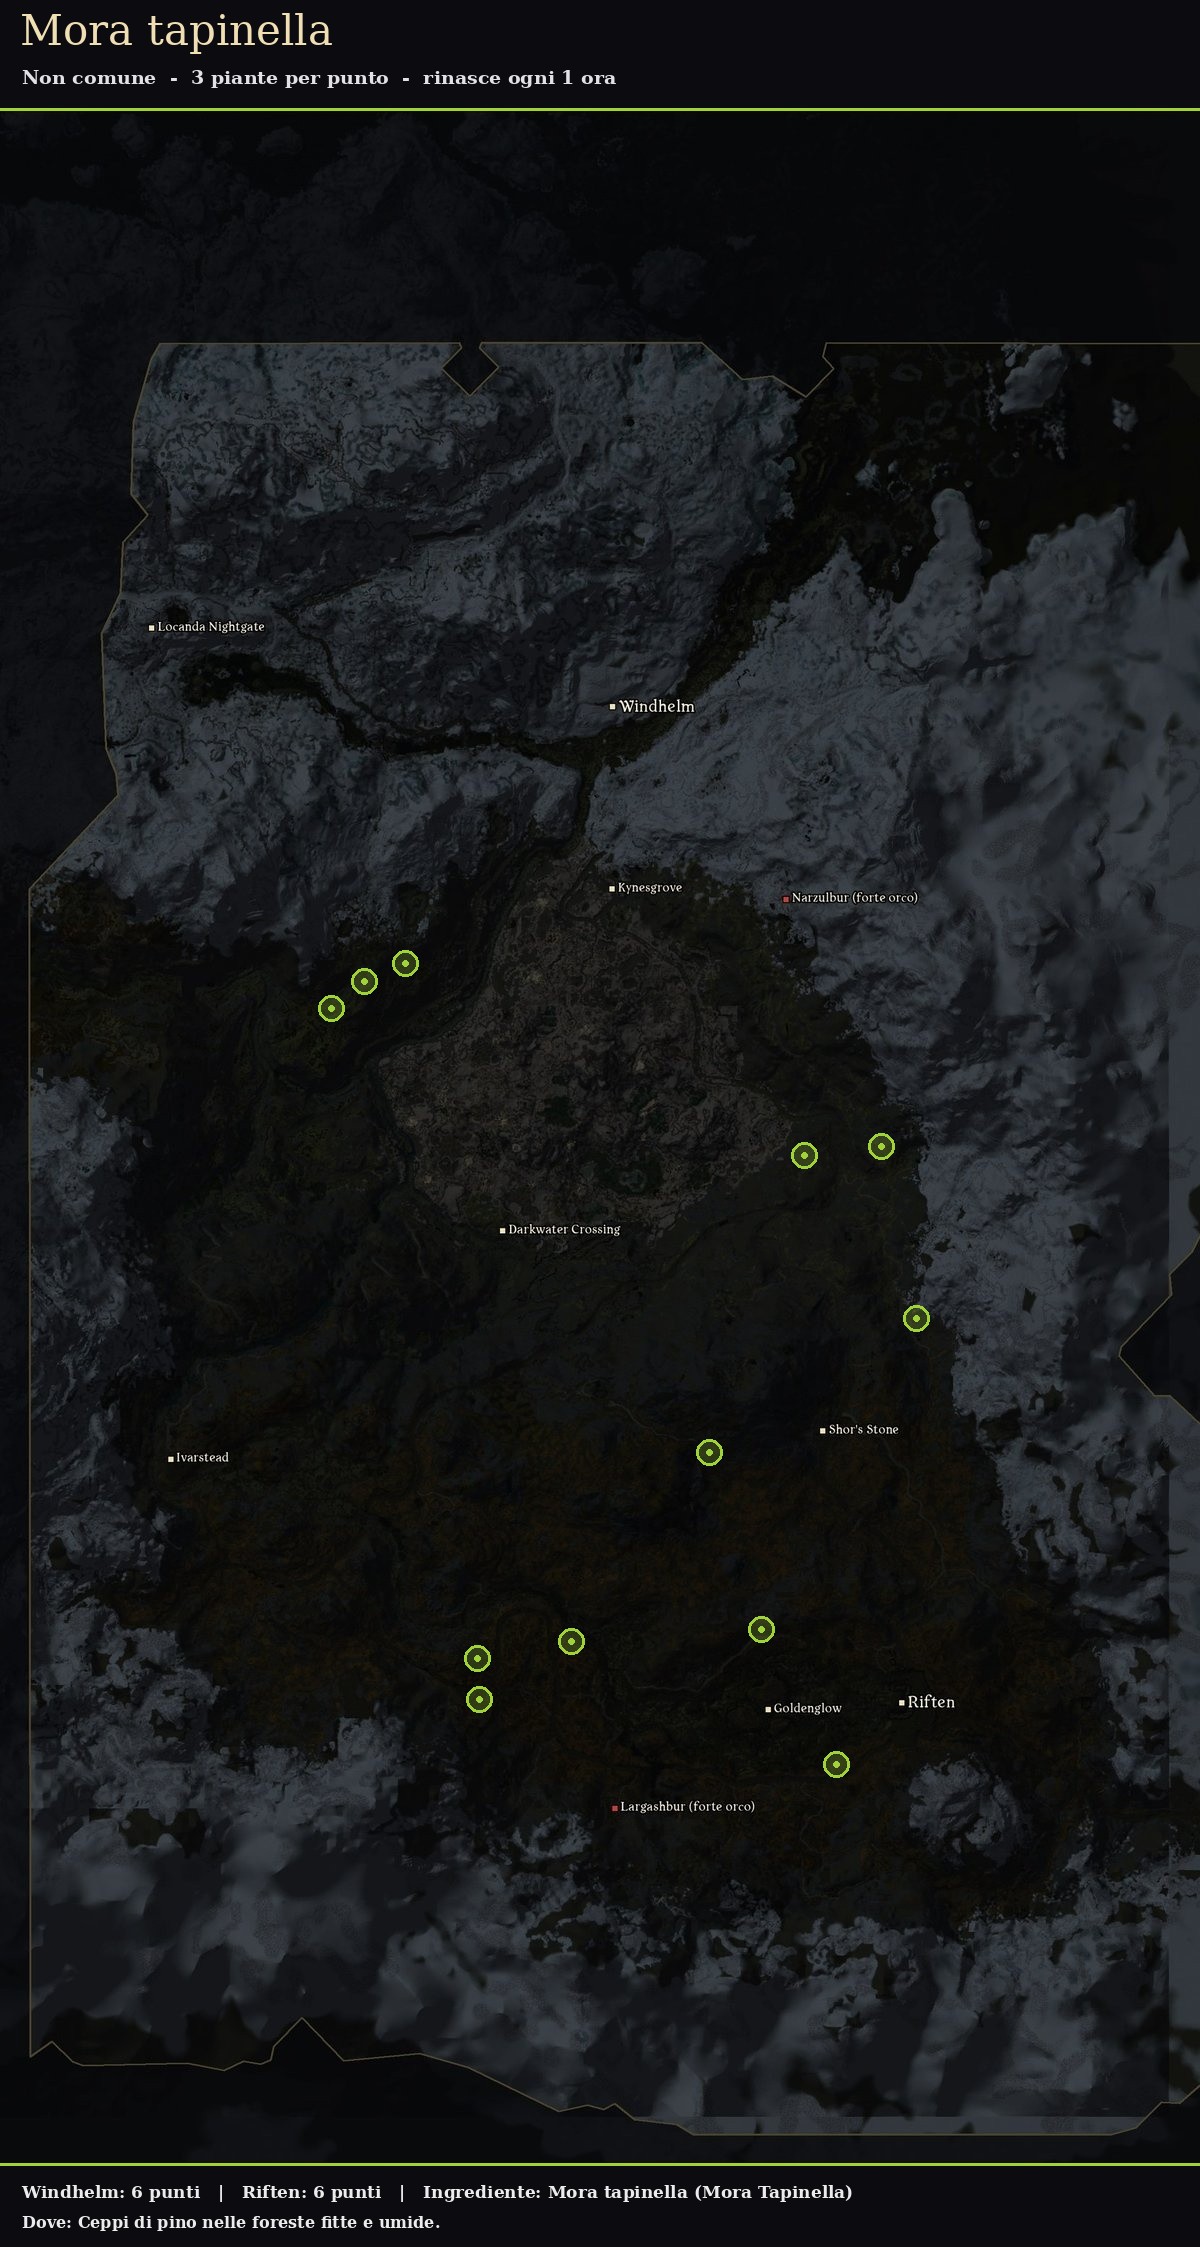 Mora tapinella
Non comune - 3 piante per punto - rinasce ogni 1 ora
Locanda Nightgate
Windhelm
Kynesgrove
Narzulbur (forte orco)
Darkwater Crossing
Shor's Stone
Ivarstead
Riften
Goldenglow
Largashbur (forte orco)
Windhelm: 6 punti | Riften: 6 punti | Ingrediente: Mora tapinella (Mora Tapinella)
Dove: Ceppi di pino nelle foreste fitte e umide.